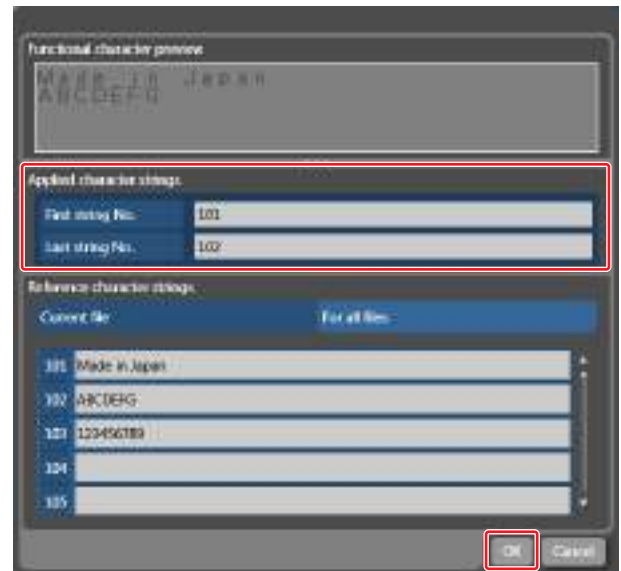 Functional character preview
Made in Japan
ABCDEFG
Applied character strings
First string No. 101
Last string No. 102
Reference character strings
Current file For all files
101 Made in Japan
102 ABCDEFG
103 123456789
104
105
OK Cancel